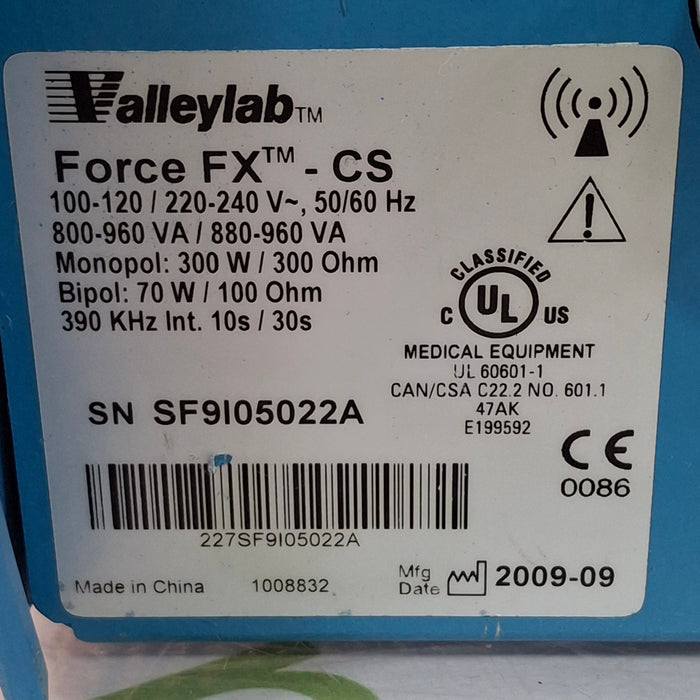 Valleylab™
Force FX™ - CS
100-120 / 220-240 V~, 50/60 Hz
800-960 VA / 880-960 VA
Monopol: 300 W / 300 Ohm
Bipol: 70 W / 100 Ohm
390 KHz Int. 10s / 30s
CLASSIFIED
C UL US
MEDICAL EQUIPMENT
UL 60601-1
CAN/CSA C22.2 NO. 601.1
47AK
E199592
SN SF9I05022A
CE
0086
227SF9I05022A
Made in China 1008832
Mfg Date 2009-09